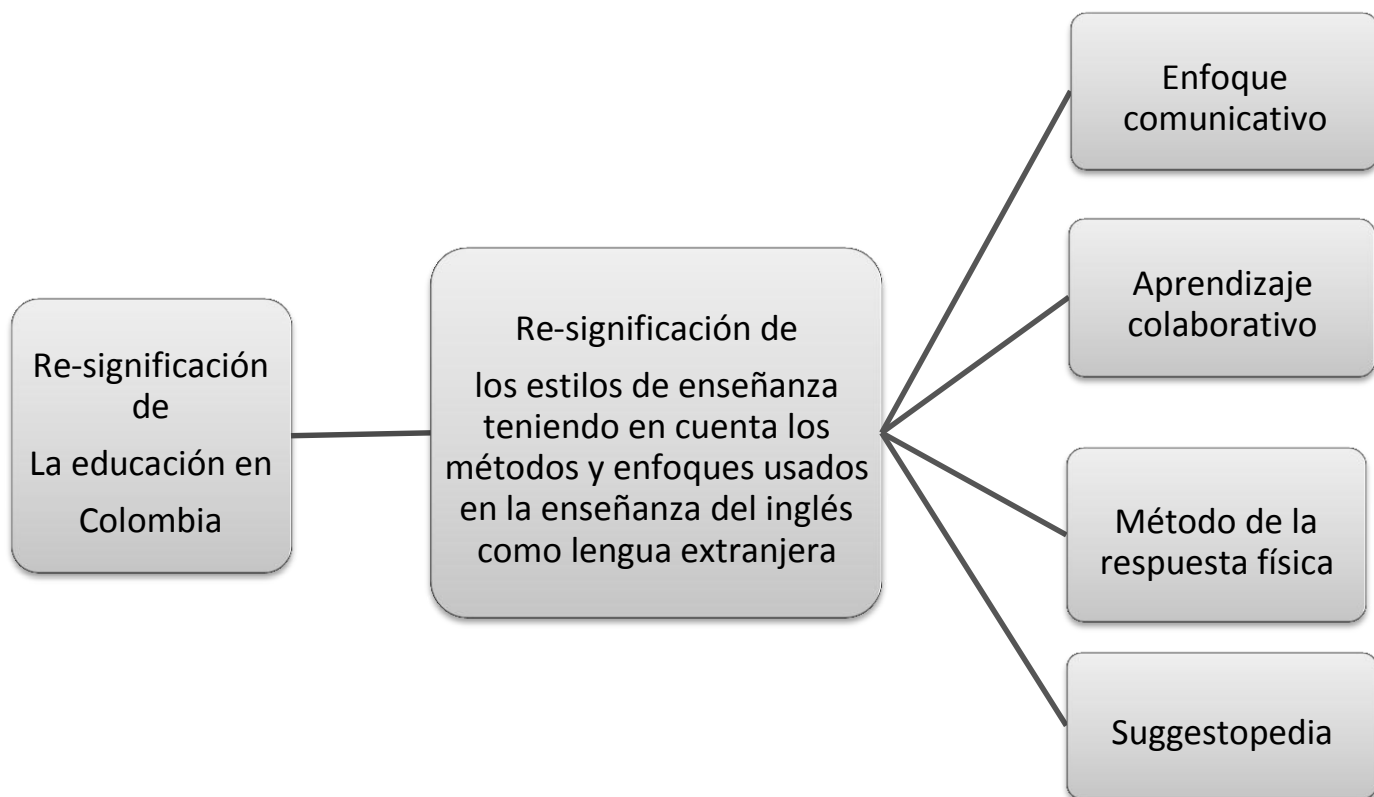 Re-significación
de
La educación en
Colombia
Re-significación de
los estilos de enseñanza
teniendo en cuenta los
métodos y enfoques usados
en la enseñanza del inglés
como lengua extranjera
Enfoque
comunicativo
Aprendizaje
colaborativo
Método de la
respuesta física
Suggestopedia